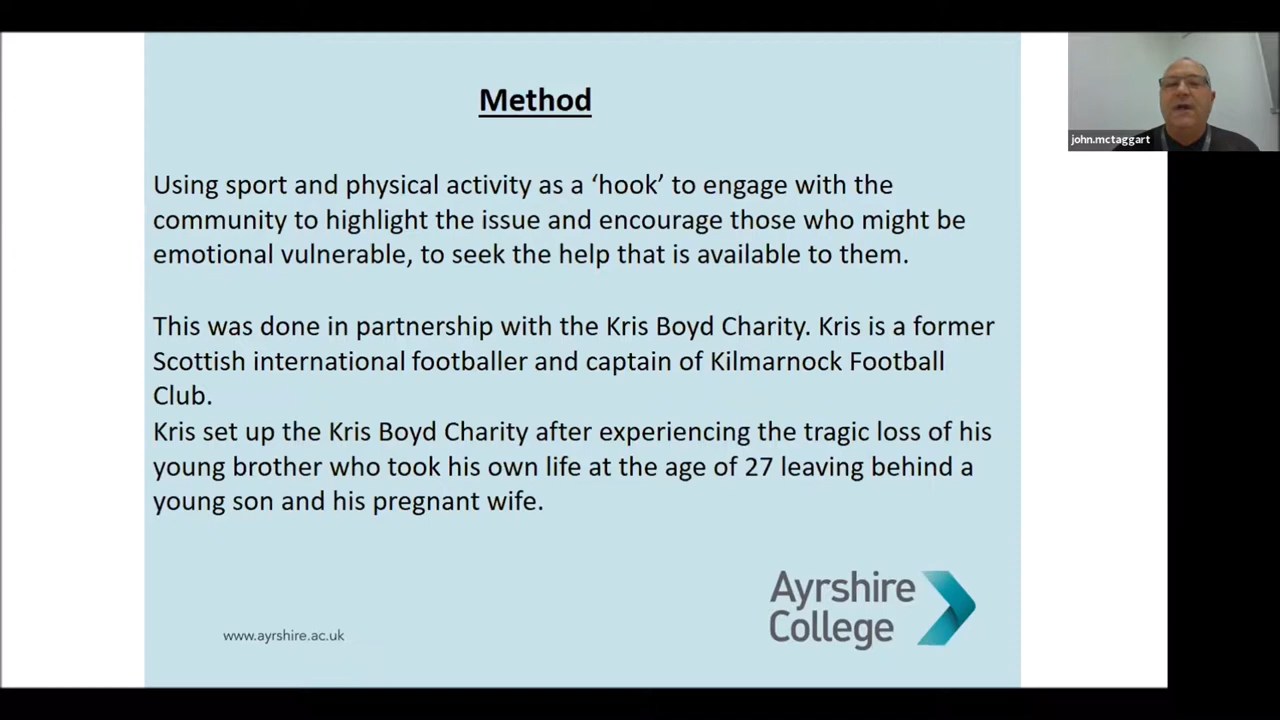 Method
john.mctaggart
Using sport and physical activity as a ‘hook’ to engage with the
community to highlight the issue and encourage those who might be
emotional vulnerable, to seek the help that is available to them.
This was done in partnership with the Kris Boyd Charity. Kris is a former
Scottish international footballer and captain of Kilmarnock Football
Club.
Kris set up the Kris Boyd Charity after experiencing the tragic loss of his
young brother who took his own life at the age of 27 leaving behind a
young son and his pregnant wife.
Ayrshire
College
www.ayrshire.ac.uk